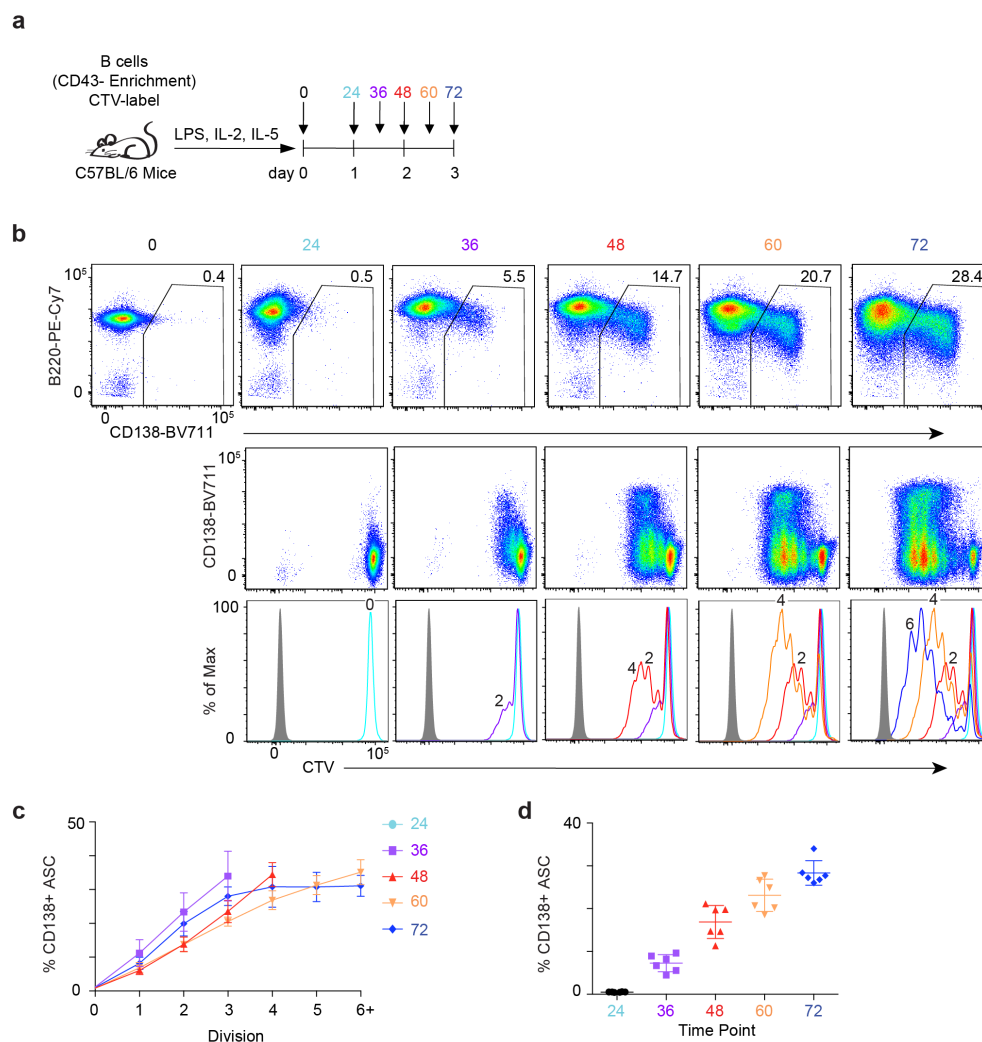 a
B cells
(CD43- Enrichment)
CTV-label
0 24 36 48 60 72
LPS, IL-2, IL-5
C57BL/6 Mice
day 0 1 2 3
b
0 24 36 48 60 72
10⁵ 0.4 0.5 5.5 14.7 20.7 28.4
B220-PE-Cy7
0
0 10⁵
CD138-BV711
10⁵
CD138-BV711
0
100 0 4 4
6
4 2 2 2
2
% of Max
0
0 10⁵
CTV
c
50
24
36
48
60
72
% CD138+ ASC
0
0 1 2 3 4 5 6+
Division
d
40
% CD138+ ASC
0
24 36 48 60 72
Time Point